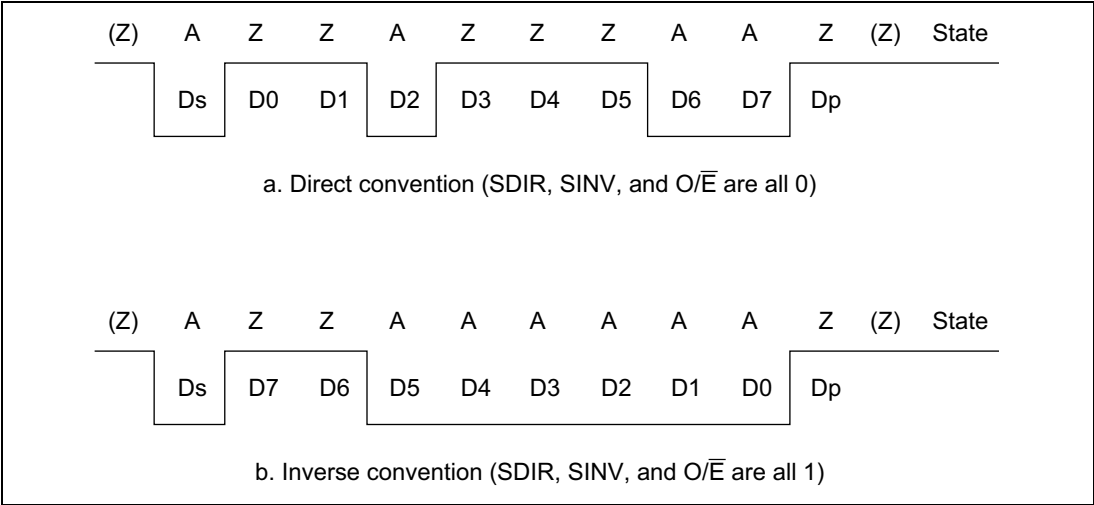 (Z) A Z Z A Z Z Z A A Z (Z) State
Ds D0 D1 D2 D3 D4 D5 D6 D7 Dp
a. Direct convention (SDIR, SINV, and O/E̅ are all 0)
(Z) A Z Z A A A A A A Z (Z) State
Ds D7 D6 D5 D4 D3 D2 D1 D0 Dp
b. Inverse convention (SDIR, SINV, and O/E̅ are all 1)